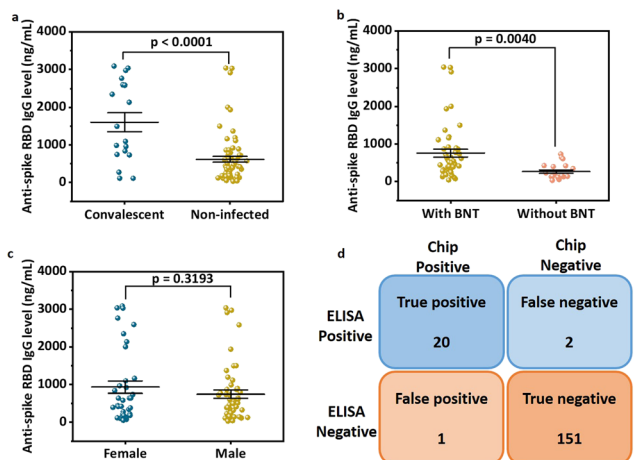 a
p < 0.0001
Anti-spike RBD IgG level (ng/mL)
4000
3000
2000
1000
0
Convalescent Non-infected
b
p = 0.0040
Anti-spike RBD IgG level (ng/mL)
4000
3000
2000
1000
0
With BNT Without BNT
c
p = 0.3193
Anti-spike RBD IgG level (ng/mL)
4000
3000
2000
1000
0
Female Male
d
Chip
Positive
Chip
Negative
ELISA
Positive
True positive
20
False negative
2
ELISA
Negative
False positive
1
True negative
151